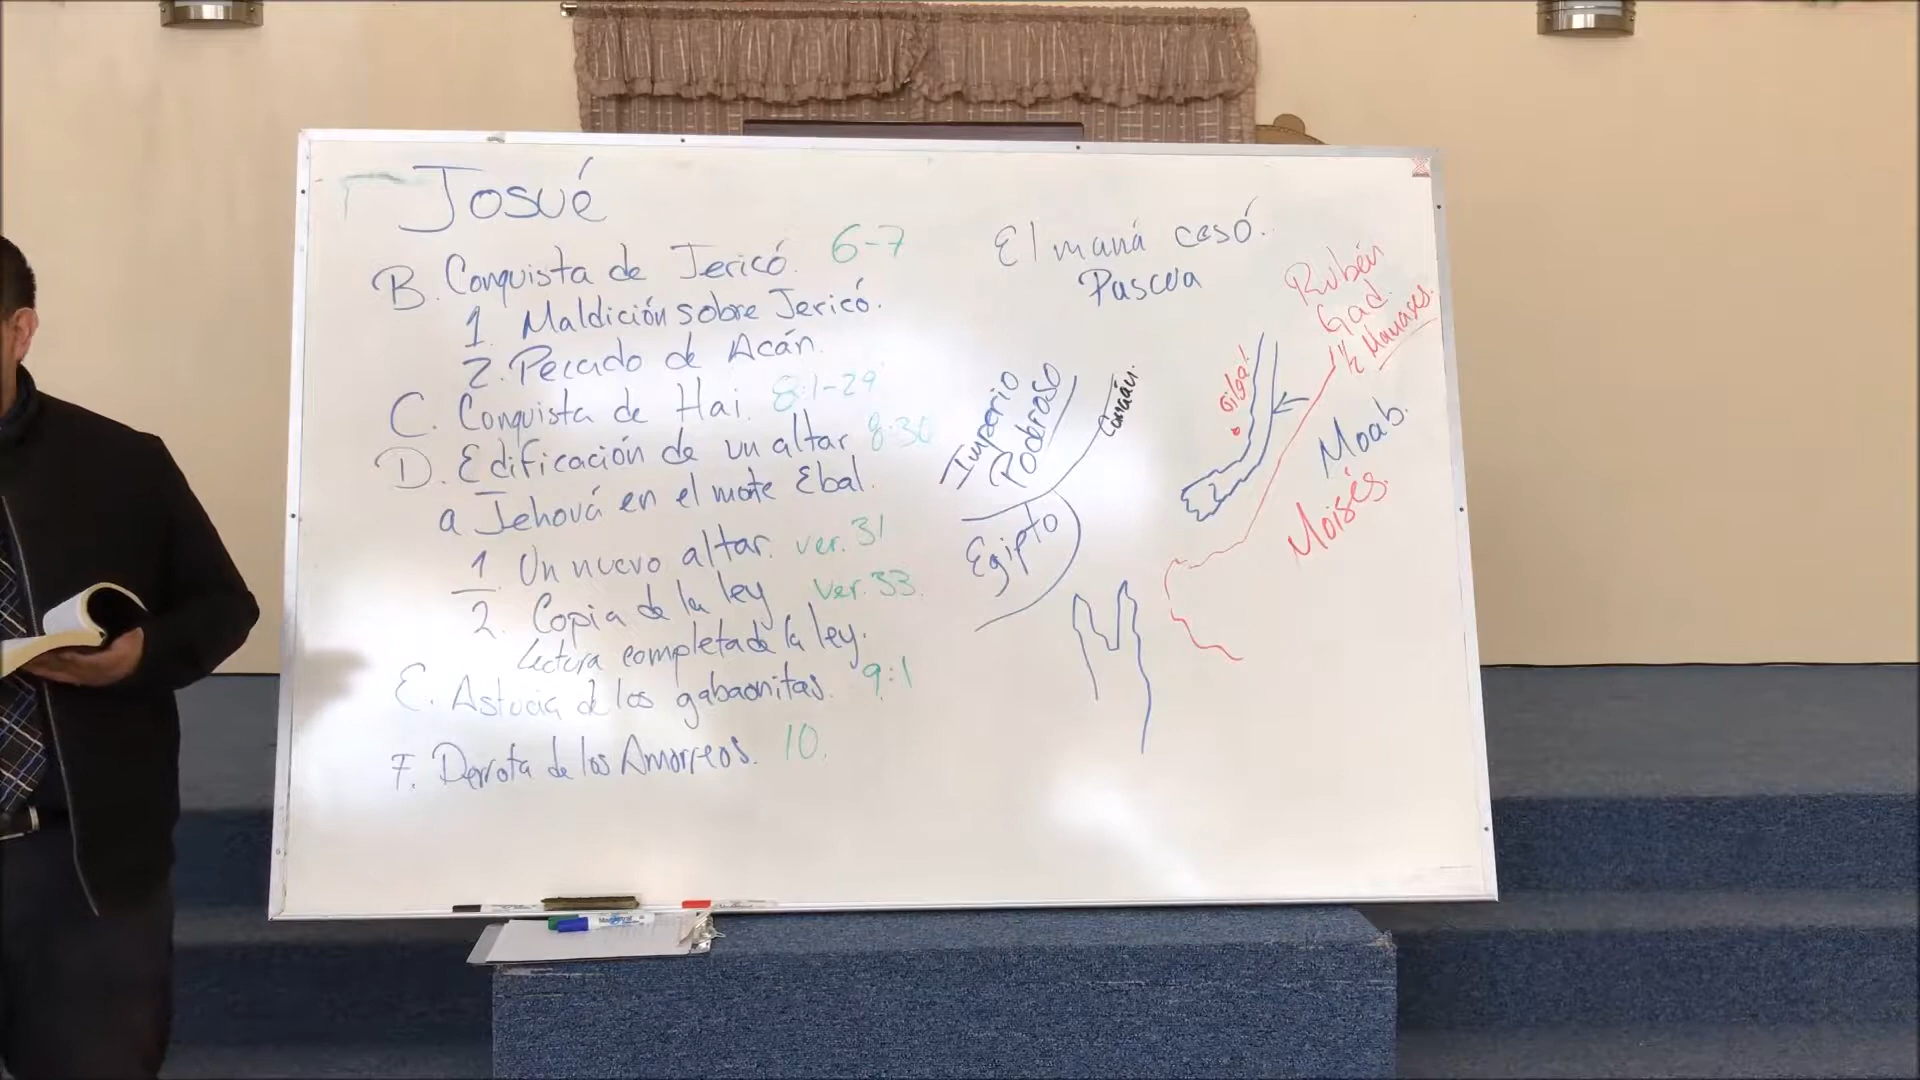 Josué
B. Conquista de Jericó. 6-7
1. Maldición sobre Jericó.
2. Pecado de Acán.
C. Conquista de Hai. 8:1-29
D. Edificación de un altar 8:30
a Jehová en el monte Ebal.
1. Un nuevo altar. ver. 31
2. Copia de la ley ver. 33.
Lectura completa de la ley.
E. Astucia de los gabaonitas. 9:1
F. Derrota de los Amorreos. 10.
El maná cesó.
Pascua
Imperio
Poderoso
Canaán.
Egipto
Gilgal
Rubén
Gad.
1/2 Manases.
Moab.
Moisés.